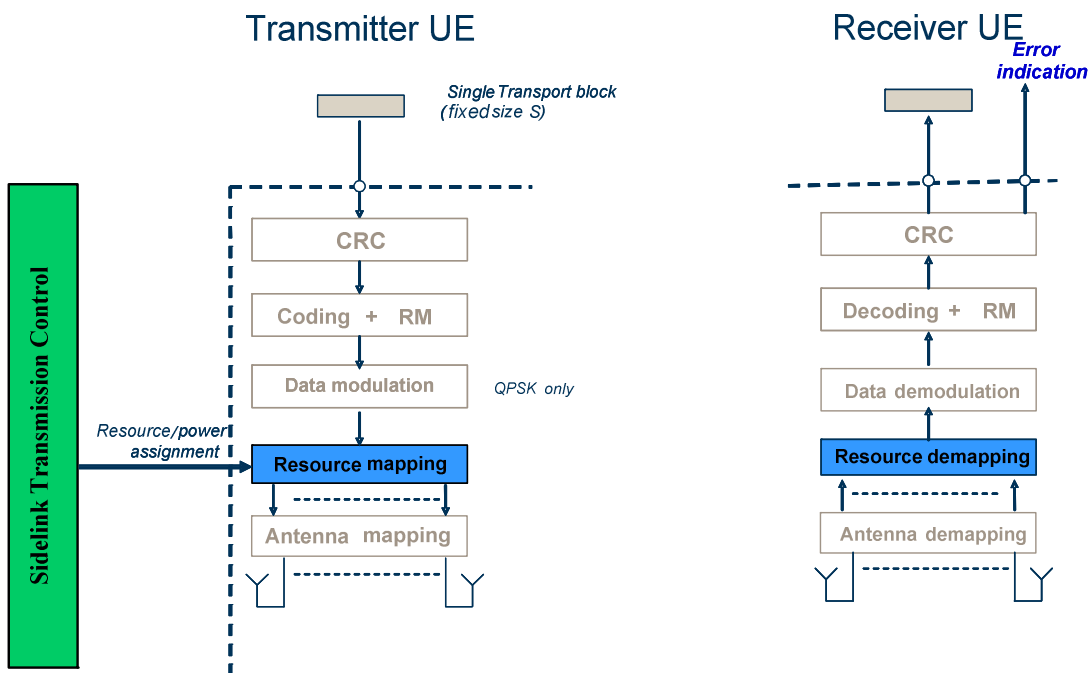 Transmitter UE
Receiver UE
Error
indication
Single Transport block
(fixed size S)
CRC
CRC
Coding + RM
Decoding + RM
Data modulation
QPSK only
Data demodulation
Resource/power
assignment
Resource mapping
Resource demapping
Antenna mapping
Antenna demapping
Sidelink Transmission Control